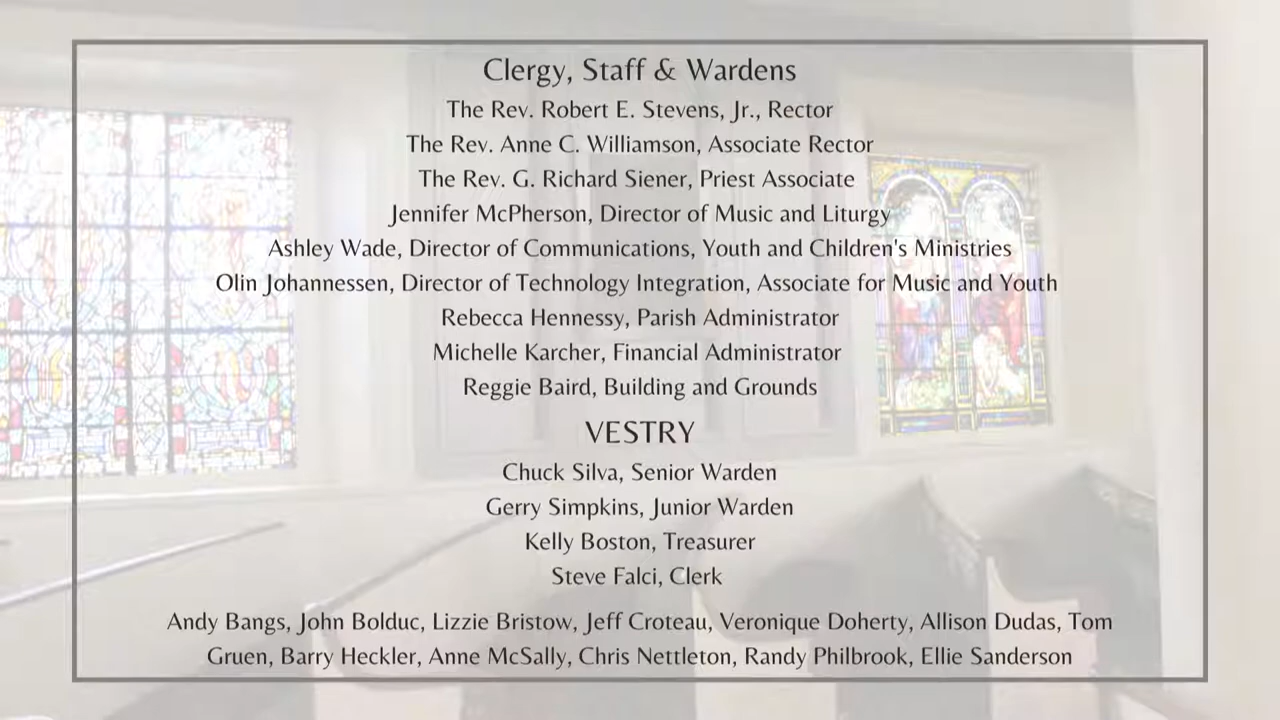 Clergy, Staff & Wardens
The Rev. Robert E. Stevens, Jr., Rector
The Rev. Anne C. Williamson, Associate Rector
The Rev. G. Richard Siener, Priest Associate
Jennifer McPherson, Director of Music and Liturgy
Ashley Wade, Director of Communications, Youth and Children's Ministries
Olin Johannessen, Director of Technology Integration, Associate for Music and Youth
Rebecca Hennessy, Parish Administrator
Michelle Karcher, Financial Administrator
Reggie Baird, Building and Grounds
VESTRY
Chuck Silva, Senior Warden
Gerry Simpkins, Junior Warden
Kelly Boston, Treasurer
Steve Falci, Clerk
Andy Bangs, John Bolduc, Lizzie Bristow, Jeff Croteau, Veronique Doherty, Allison Dudas, Tom
Gruen, Barry Heckler, Anne McSally, Chris Nettleton, Randy Philbrook, Ellie Sanderson